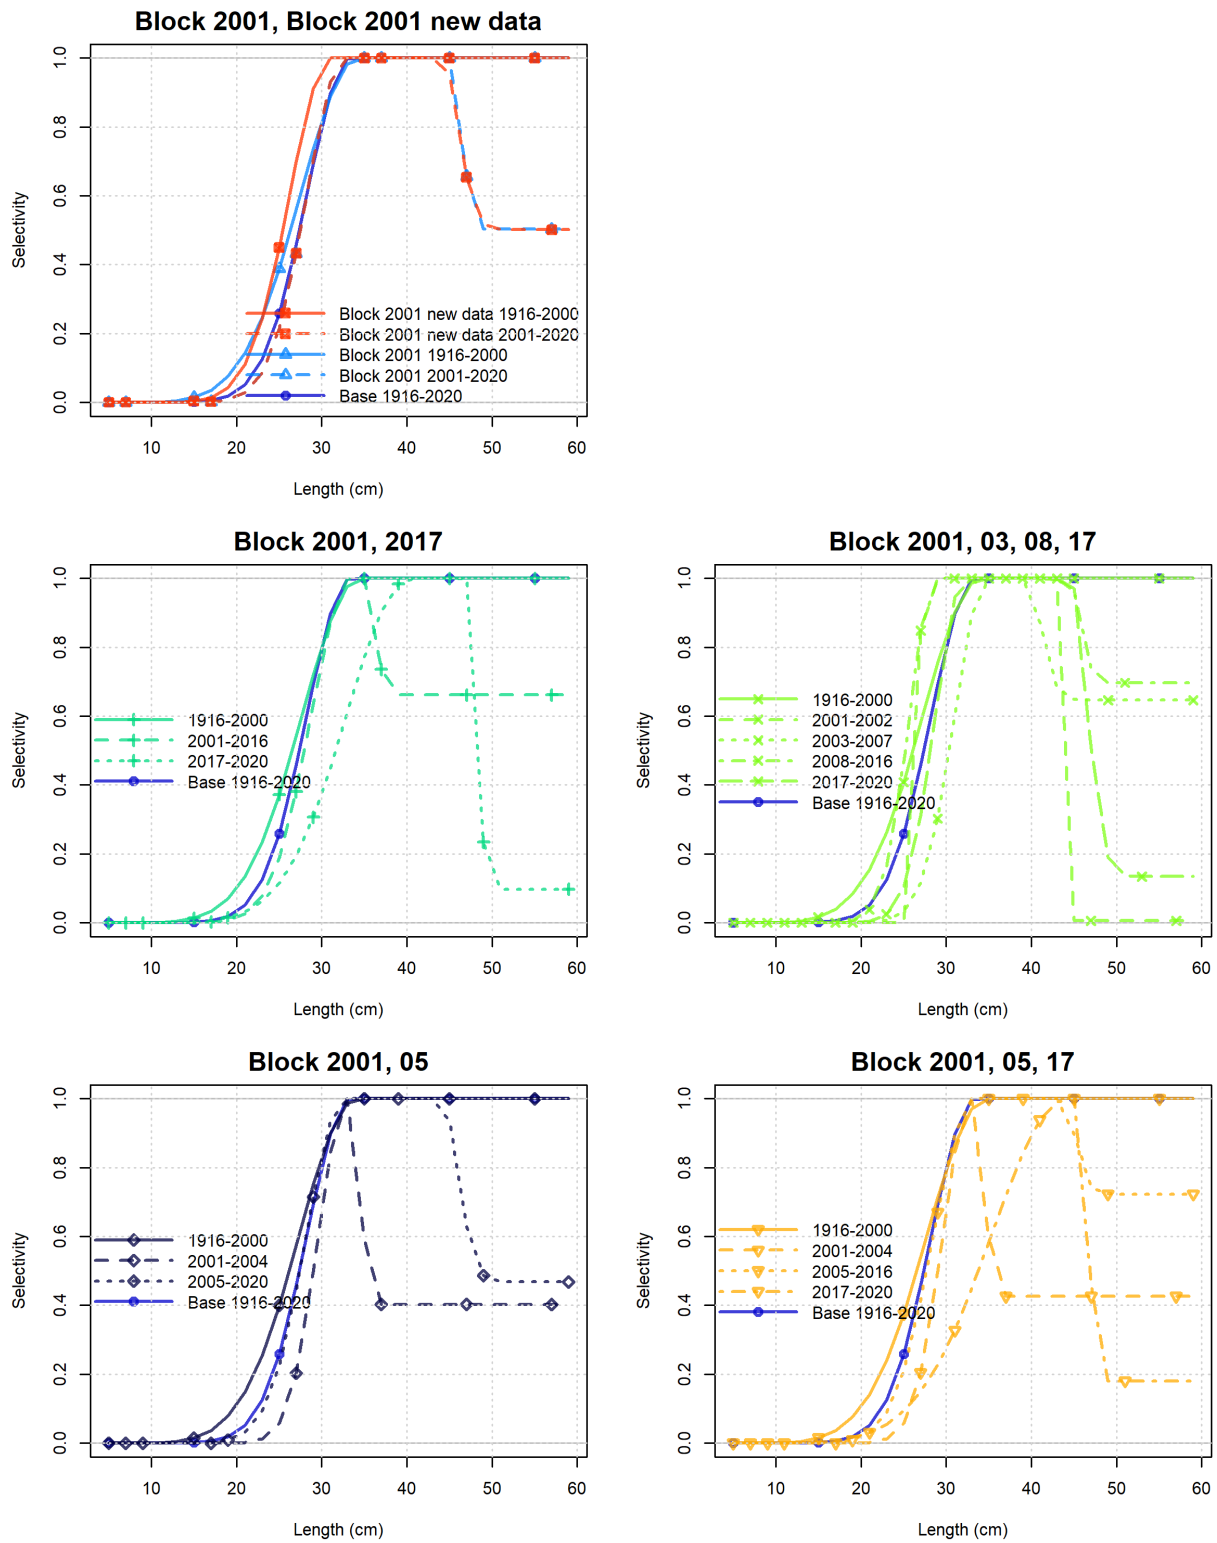 Block 2001, Block 2001 new data
1.0
0.8
0.6
0.4
0.2
0.0
Selectivity
Block 2001 new data 1916-2000
Block 2001 new data 2001-2020
Block 2001 1916-2000
Block 2001 2001-2020
Base 1916-2020
10 20 30 40 50 60
Length (cm)
Block 2001, 2017
1.0
0.8
0.6
0.4
0.2
0.0
Selectivity
1916-2000
2001-2016
2017-2020
Base 1916-2020
10 20 30 40 50 60
Length (cm)
Block 2001, 03, 08, 17
1.0
0.8
0.6
0.4
0.2
0.0
Selectivity
1916-2000
2001-2002
2003-2007
2008-2016
2017-2020
Base 1916-2020
10 20 30 40 50 60
Length (cm)
Block 2001, 05
1.0
0.8
0.6
0.4
0.2
0.0
Selectivity
1916-2000
2001-2004
2005-2020
Base 1916-2020
10 20 30 40 50 60
Length (cm)
Block 2001, 05, 17
1.0
0.8
0.6
0.4
0.2
0.0
Selectivity
1916-2000
2001-2004
2005-2016
2017-2020
Base 1916-2020
10 20 30 40 50 60
Length (cm)